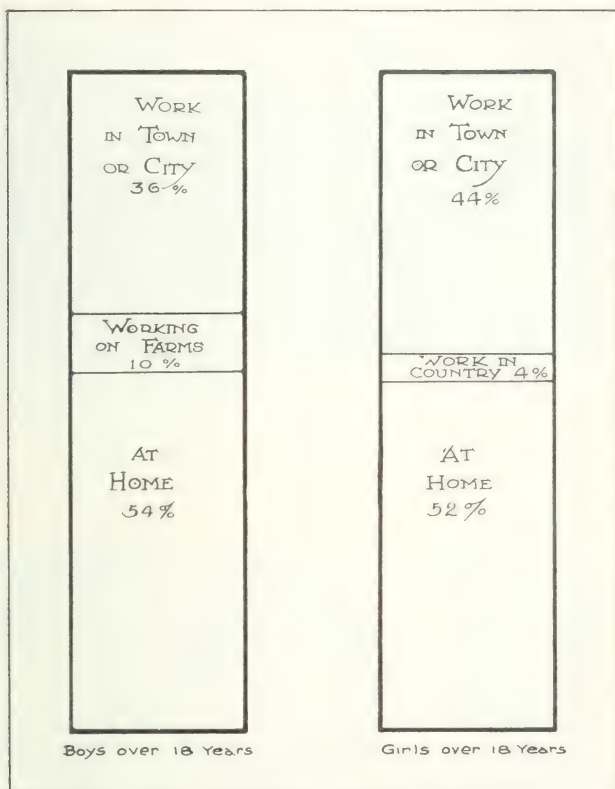 WORK
IN TOWN
OR CITY
36%
WORKING
ON FARMS
10%
AT
HOME
54%
Boys over 18 Years
WORK
IN TOWN
OR CITY
44%
WORK IN
COUNTRY 4%
AT
HOME
52%
Girls over 18 Years